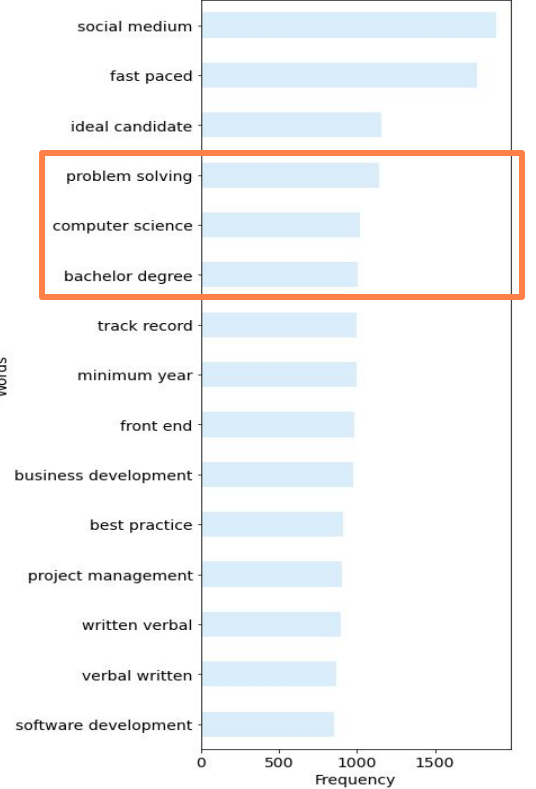 social medium
fast paced
ideal candidate
problem solving
computer science
bachelor degree
track record
minimum year
front end
business development
best practice
project management
written verbal
verbal written
software development
Words
0 500 1000 1500
Frequency